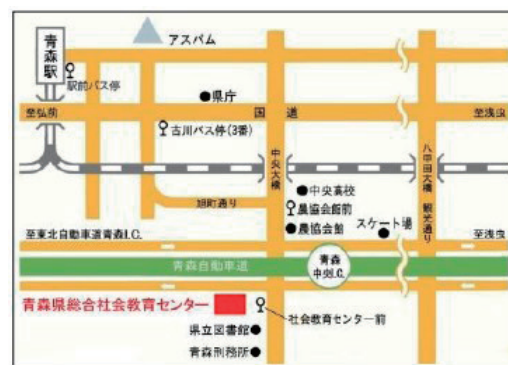 青森駅
アスパム
駅前バス停
県庁
至弘前
国道
至浅虫
古川バス停(3番)
中央大橋
八甲田大橋
観光通り
中央高校
旭町通り
農協会館前
農協会館
スケート場
至東北自動車道青森I.C.
至浅虫
青森自動車道
青森中央I.C.
青森県総合社会教育センター
社会教育センター前
県立図書館
青森刑務所